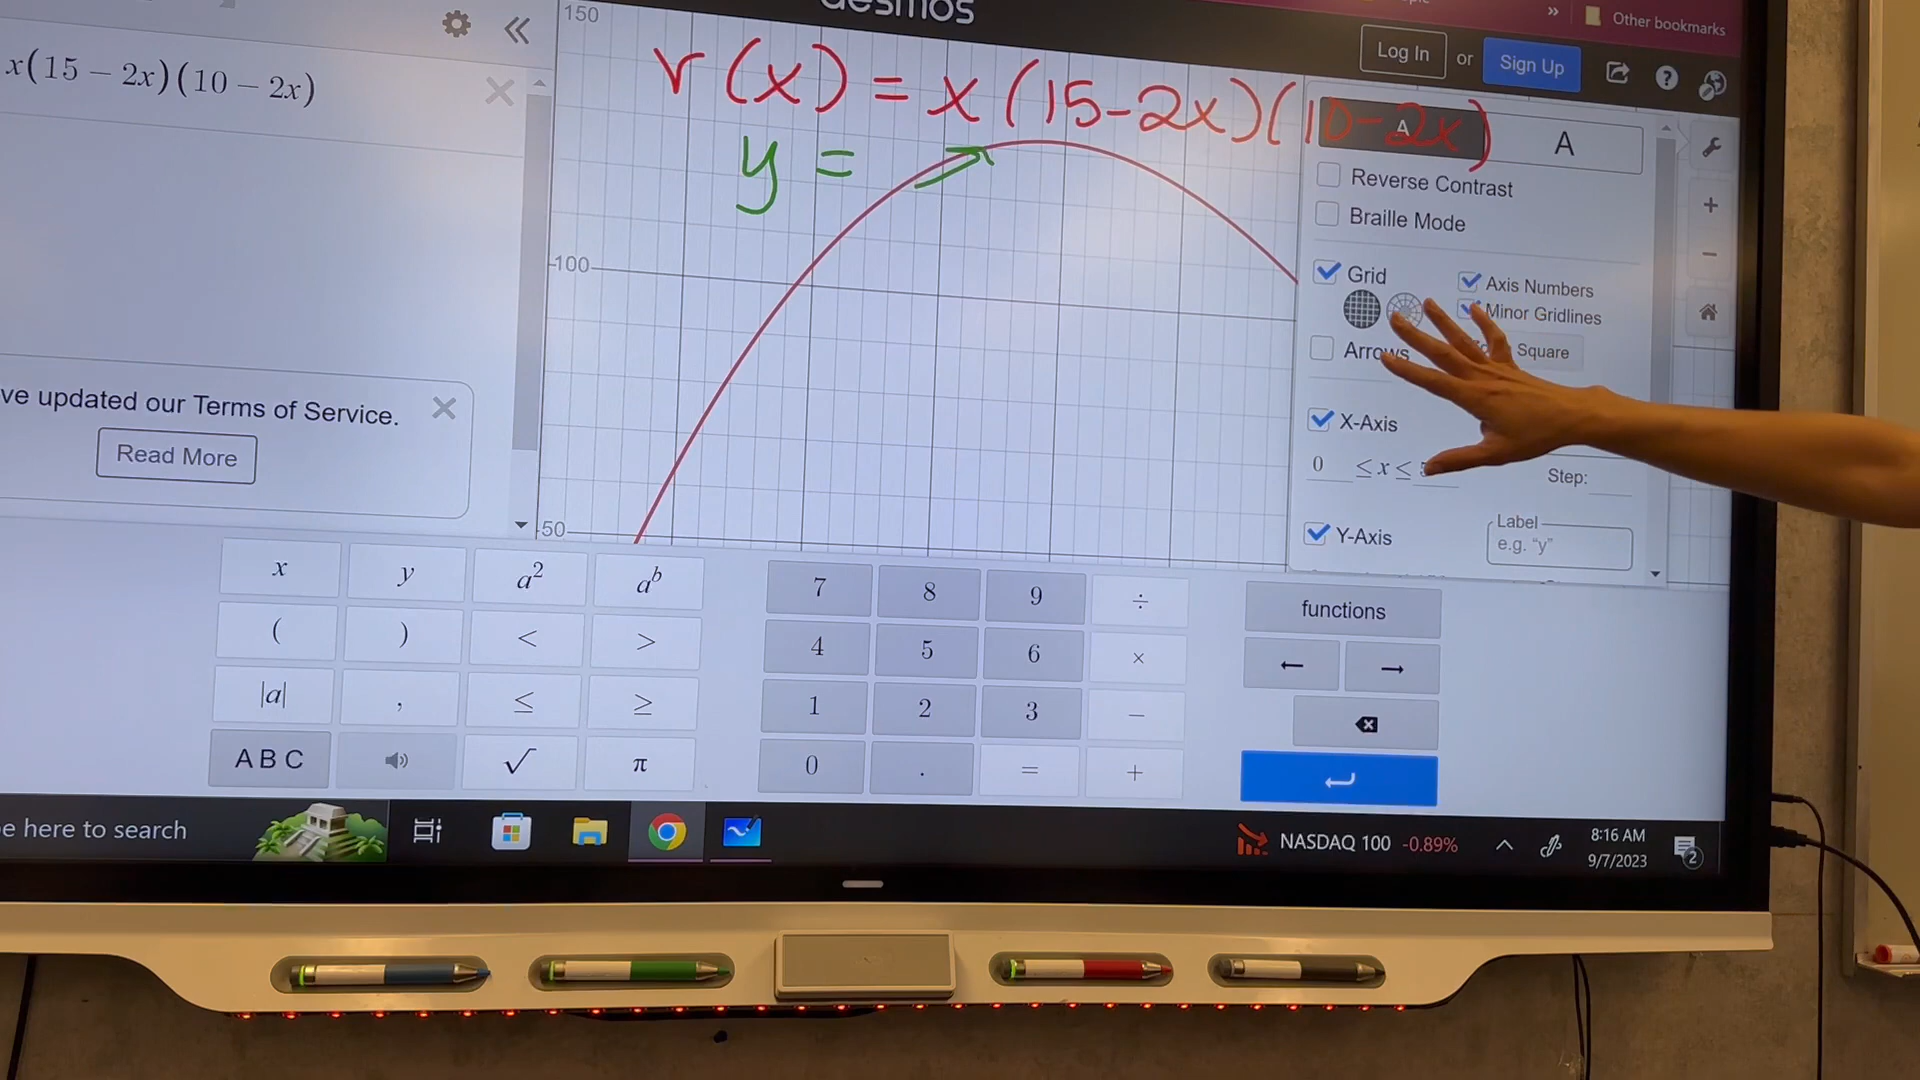 desmos
Other bookmarks
150
Log In or Sign Up
x(15 − 2x)(10 − 2x)
r(x) = x(15-2x)(10-2x)
y =
A A
Reverse Contrast
Braille Mode
100
Grid
Axis Numbers
Minor Gridlines
Arrows
Square
X-Axis
0 ≤ x ≤
Step:
ve updated our Terms of Service.
Read More
50
Y-Axis
Label
e.g. "y"
x y a² aᵇ 7 8 9 ÷ functions
( ) < > 4 5 6 × ← →
|a| , ≤ ≥ 1 2 3 −
A B C √ π 0 . = +
e here to search
NASDAQ 100 -0.89%
8:16 AM
9/7/2023
2